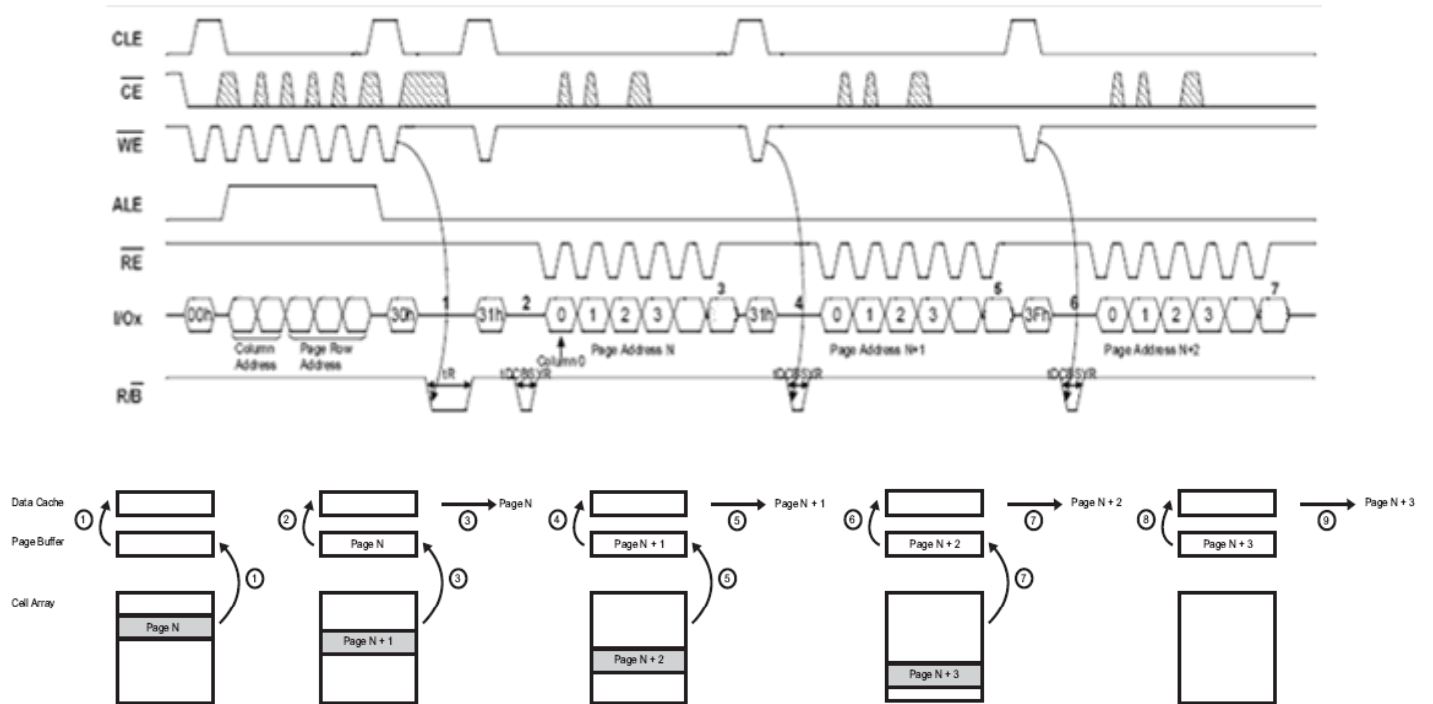 CLE
CE
WE
ALE
RE
1 2 3 4 5 6 7
I/Ox 00h 30h 31h 0 1 2 3 31h 0 1 2 3 3Fh 0 1 2 3
Column Address
Page Row Address
Column 0
Page Address N
Page Address N+1
Page Address N+2
tR tDCBSYR tDCBSYR tDCBSYR
R/B
Data Cache 1 2 3 Page N 4 5 Page N + 1 6 7 Page N + 2 8 9 Page N + 3
Page Buffer Page N Page N + 1 Page N + 2 Page N + 3
1 3 5 7
Cell Array
Page N
Page N + 1
Page N + 2
Page N + 3